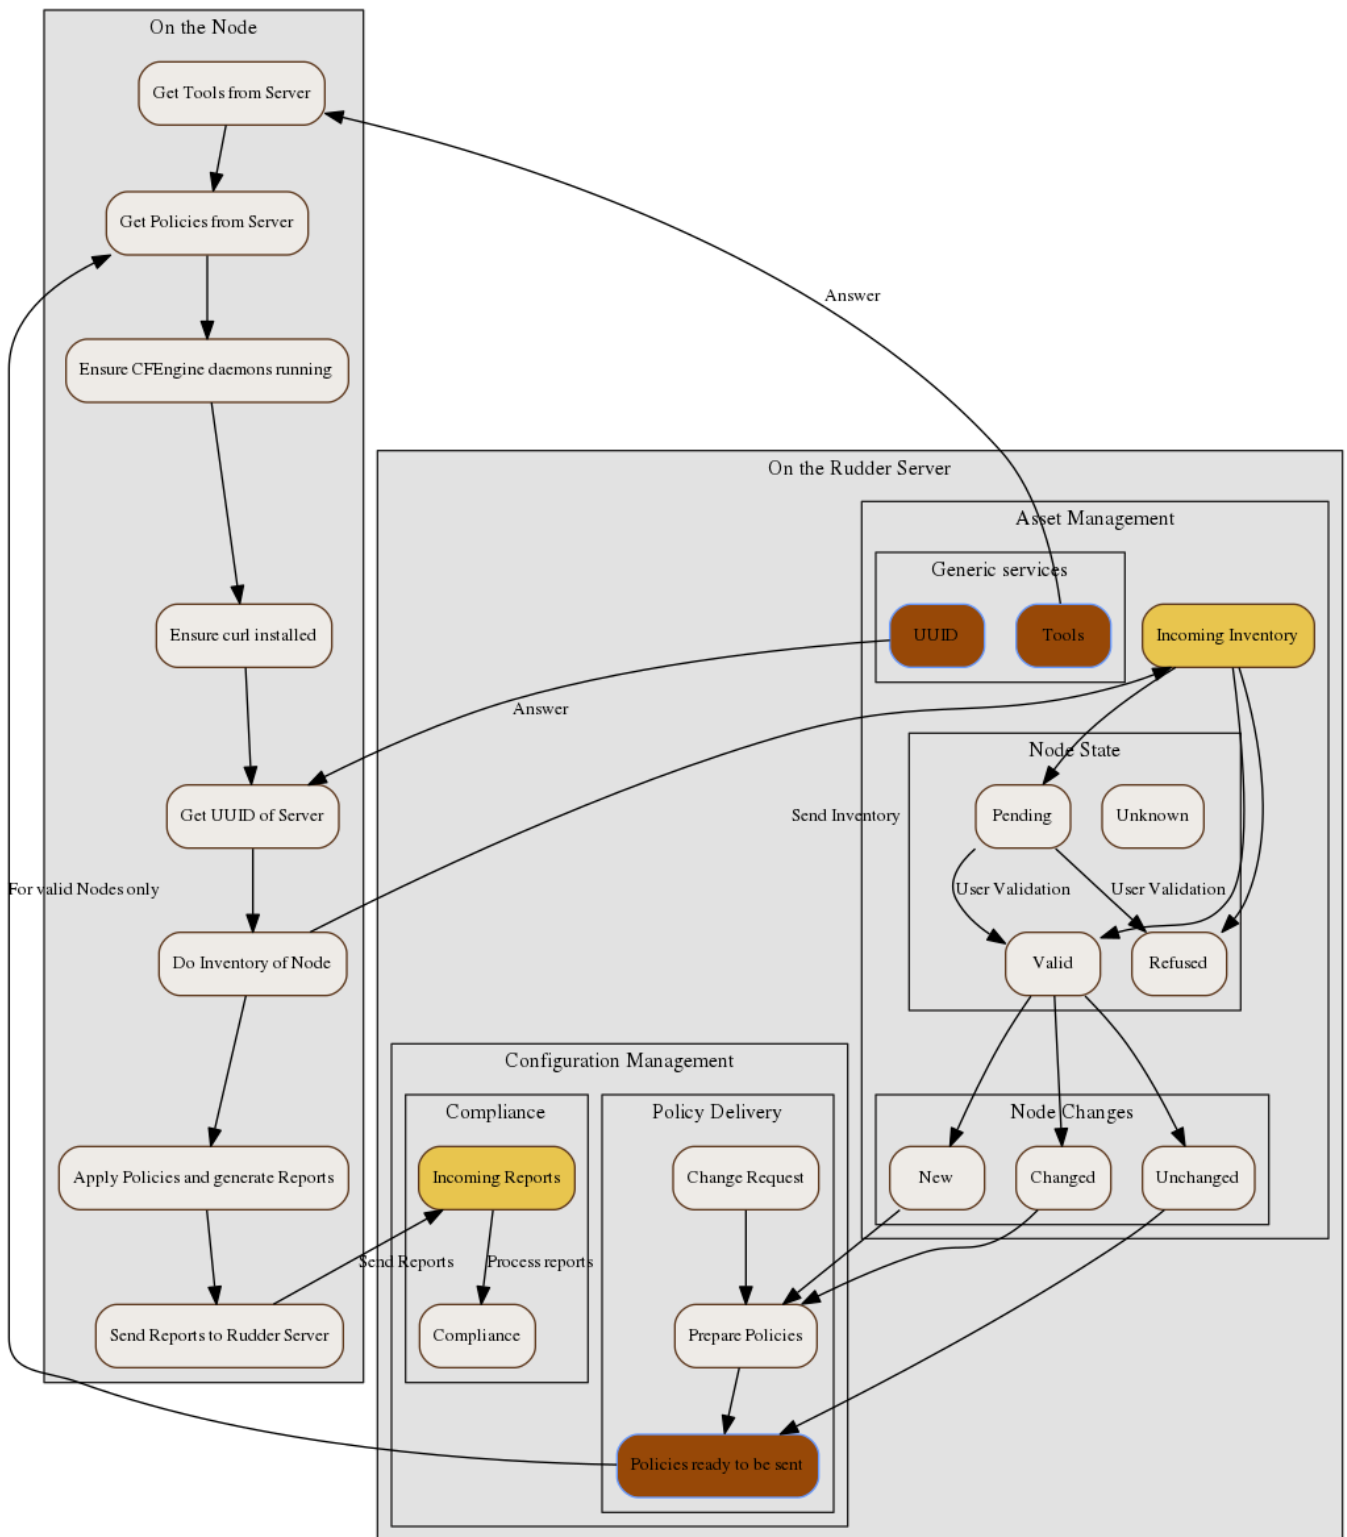 On the Node
Get Tools from Server
Get Policies from Server
Answer
Ensure CFEngine daemons running
On the Rudder Server
Asset Management
Generic services
Ensure curl installed
UUID
Tools
Incoming Inventory
Answer
Node State
Get UUID of Server
Send Inventory
Pending
Unknown
For valid Nodes only
User Validation
User Validation
Do Inventory of Node
Valid
Refused
Configuration Management
Compliance
Policy Delivery
Node Changes
Apply Policies and generate Reports
Incoming Reports
Change Request
New
Changed
Unchanged
Send Reports
Process reports
Send Reports to Rudder Server
Compliance
Prepare Policies
Policies ready to be sent